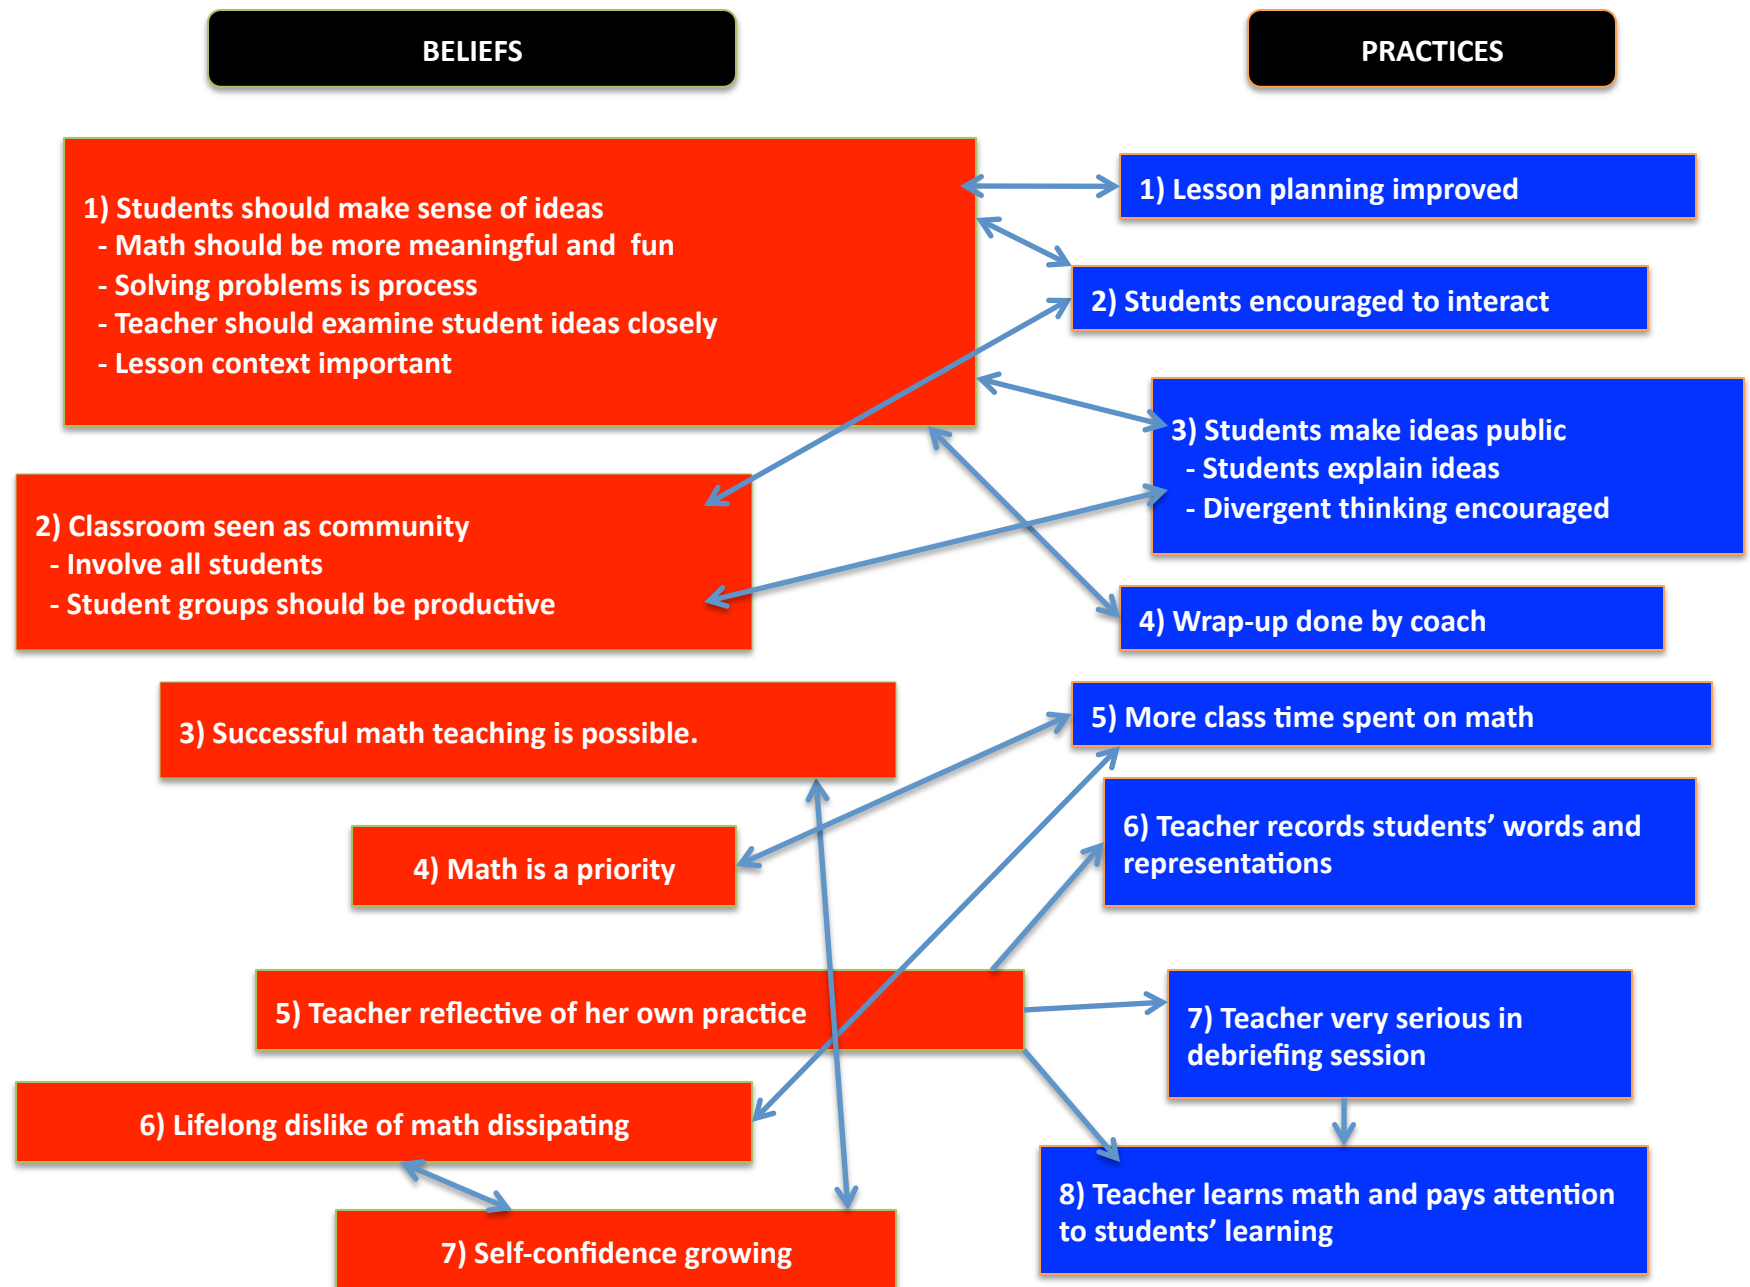 BELIEFS
PRACTICES
1) Students should make sense of ideas
- Math should be more meaningful and  fun
- Solving problems is process
- Teacher should examine student ideas closely
- Lesson context important
2) Classroom seen as community
- Involve all students
- Student groups should be productive
3) Successful math teaching is possible.
4) Math is a priority
5) Teacher reflective of her own practice
6) Lifelong dislike of math dissipating
7) Self-confidence growing
1) Lesson planning improved
2) Students encouraged to interact
3) Students make ideas public
- Students explain ideas
- Divergent thinking encouraged
4) Wrap-up done by coach
5) More class time spent on math
6) Teacher records students’ words and
representations
7) Teacher very serious in
debriefing session
8) Teacher learns math and pays attention
to students’ learning